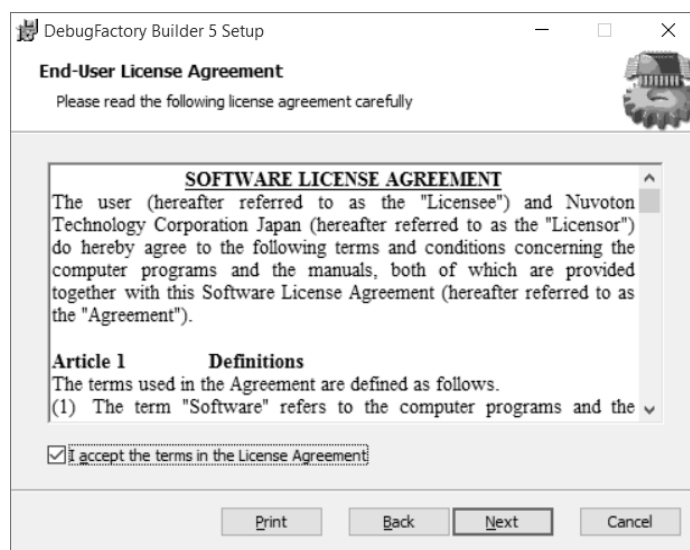 DebugFactory Builder 5 Setup
End-User License Agreement
Please read the following license agreement carefully
SOFTWARE LICENSE AGREEMENT
The user (hereafter referred to as the "Licensee") and Nuvoton
Technology Corporation Japan (hereafter referred to as the "Licensor")
do hereby agree to the following terms and conditions concerning the
computer programs and the manuals, both of which are provided
together with this Software License Agreement (hereafter referred to as
the "Agreement").
Article 1 Definitions
The terms used in the Agreement are defined as follows.
(1) The term "Software" refers to the computer programs and the
I accept the terms in the License Agreement
Print Back Next Cancel